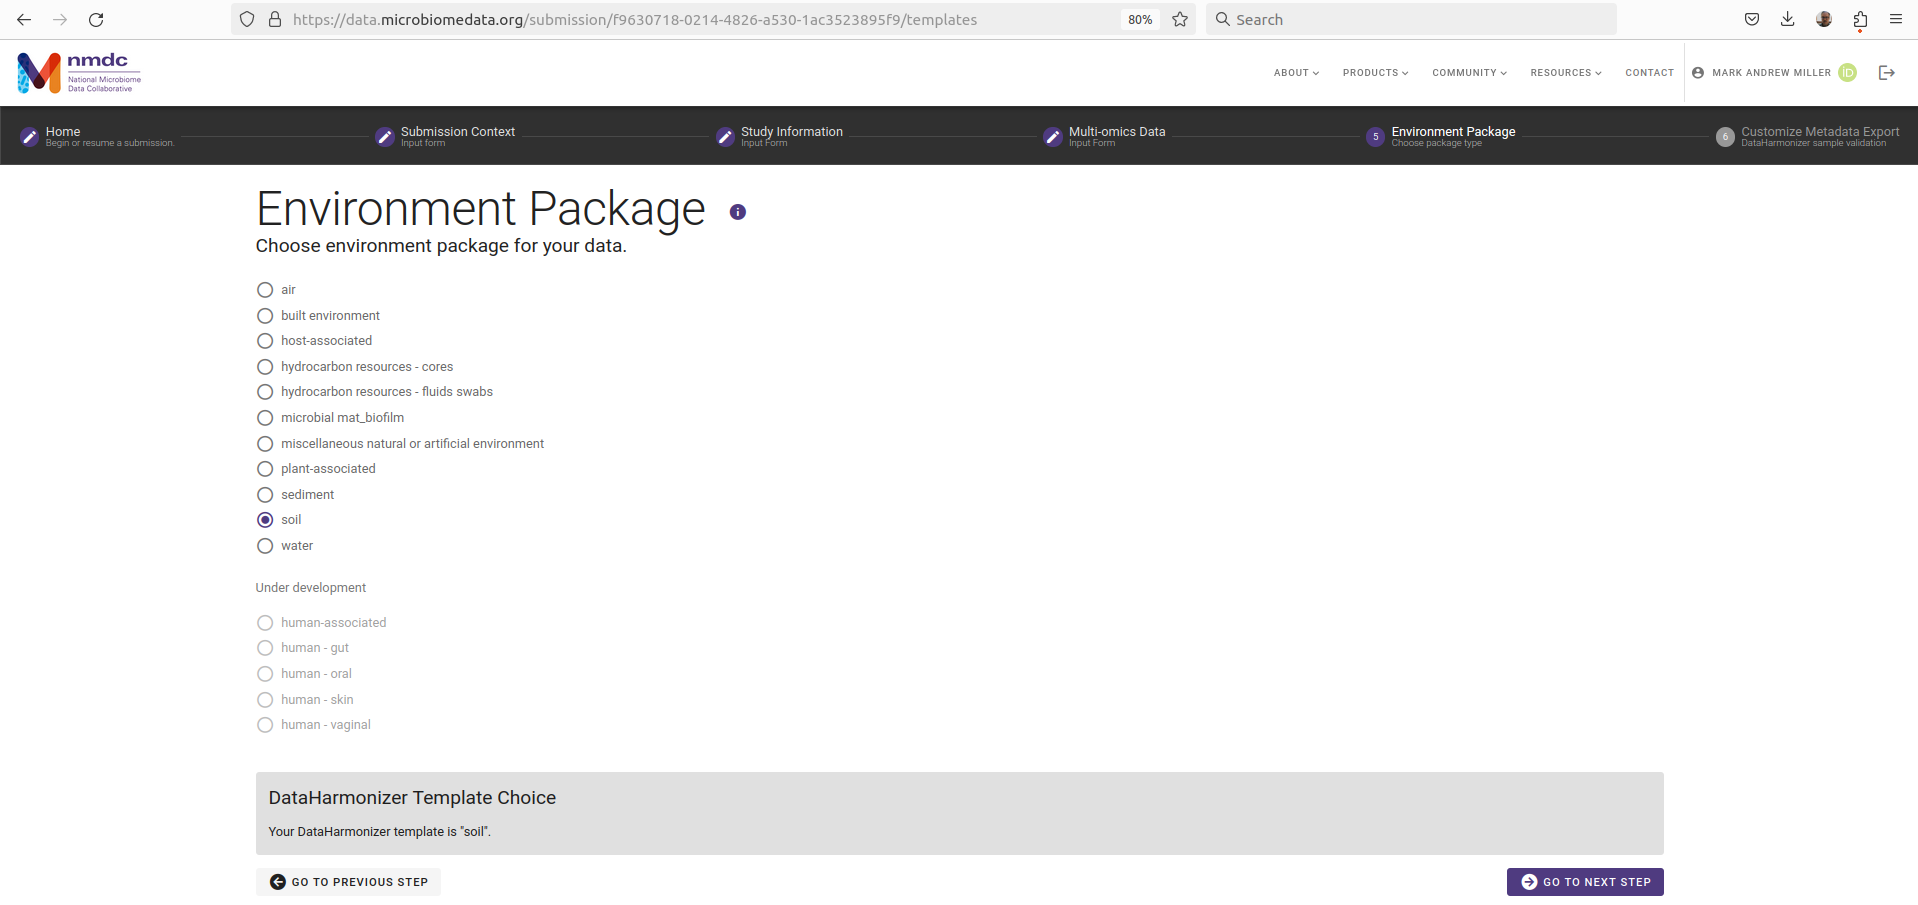 https://data.microbiomedata.org/submission/f9630718-0214-4826-a530-1ac3523895f9/templates
80%
Search
nmdc
National Microbiome
Data Collaborative
ABOUT
PRODUCTS
COMMUNITY
RESOURCES
CONTACT
MARK ANDREW MILLER
iD
Home
Begin or resume a submission.
Submission Context
Input form
Study Information
Input Form
Multi-omics Data
Input Form
5
Environment Package
Choose package type
6
Customize Metadata Export
DataHarmonizer sample validation
Environment Package
Choose environment package for your data.
air
built environment
host-associated
hydrocarbon resources - cores
hydrocarbon resources - fluids swabs
microbial mat_biofilm
miscellaneous natural or artificial environment
plant-associated
sediment
soil
water
Under development
human-associated
human - gut
human - oral
human - skin
human - vaginal
DataHarmonizer Template Choice
Your DataHarmonizer template is "soil".
GO TO PREVIOUS STEP
GO TO NEXT STEP